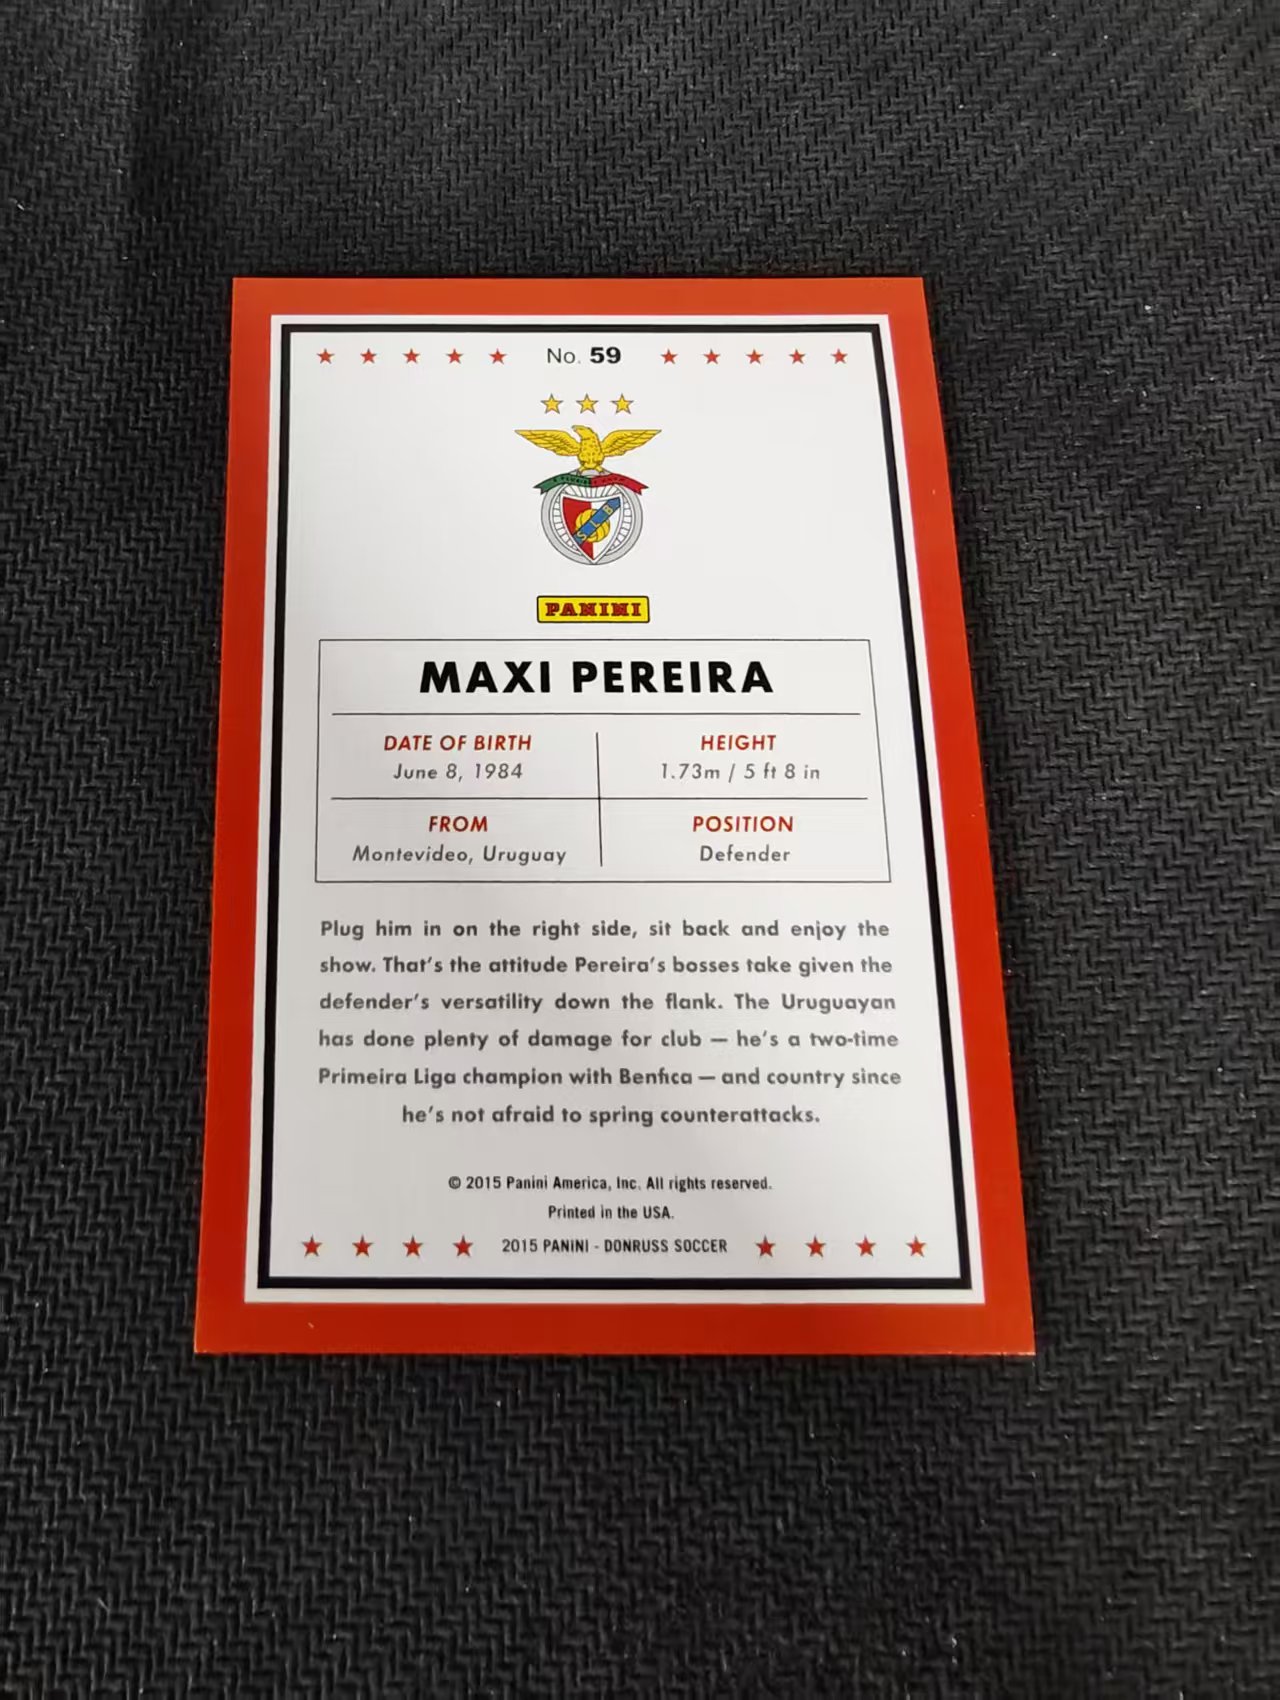 No. 59
SLB
PANINI
MAXI PEREIRA
DATE OF BIRTH
June 8, 1984
HEIGHT
1.73m / 5 ft 8 in
FROM
Montevideo, Uruguay
POSITION
Defender
Plug him in on the right side, sit back and enjoy the
show. That's the attitude Pereira's bosses take given the
defender's versatility down the flank. The Uruguayan
has done plenty of damage for club — he's a two-time
Primeira Liga champion with Benfica — and country since
he's not afraid to spring counterattacks.
© 2015 Panini America, Inc. All rights reserved.
Printed in the USA.
2015 PANINI - DONRUSS SOCCER